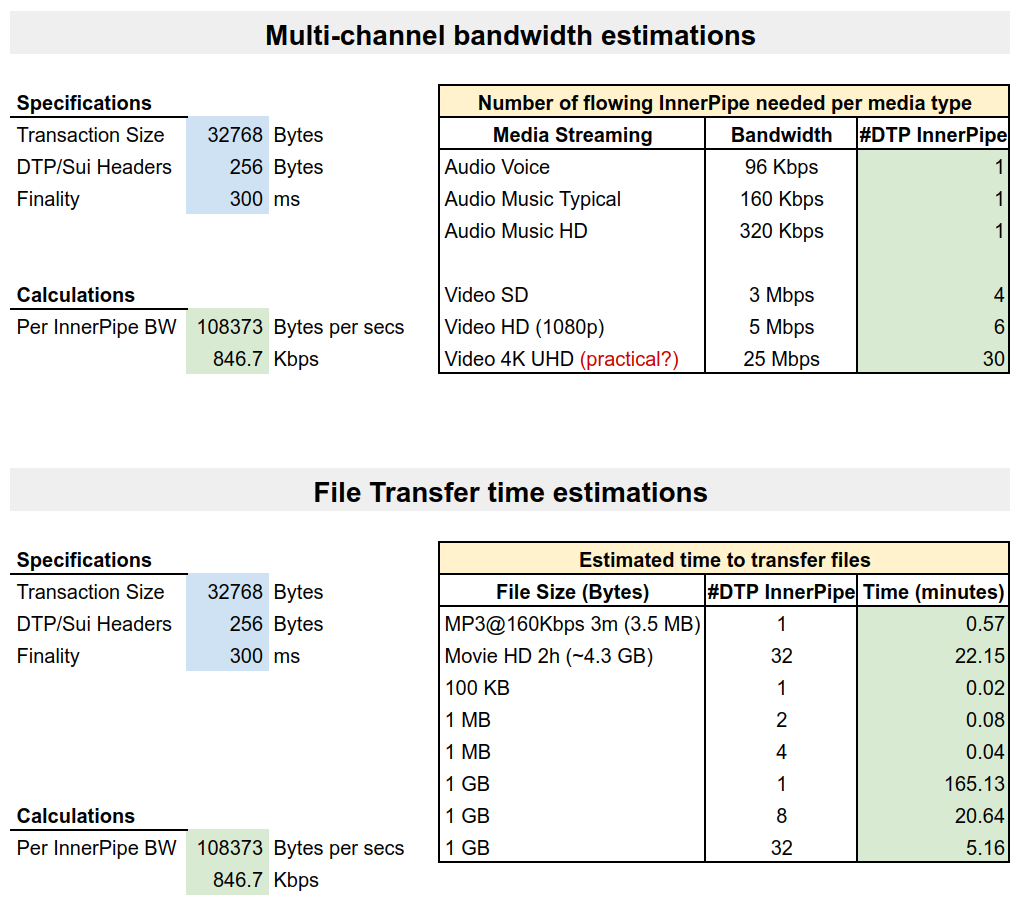 Multi-channel bandwidth estimations
Specifications
Transaction Size 32768 Bytes
DTP/Sui Headers 256 Bytes
Finality 300 ms
Calculations
Per InnerPipe BW 108373 Bytes per secs
846.7 Kbps
Number of flowing InnerPipe needed per media type
Media Streaming Bandwidth #DTP InnerPipe
Audio Voice 96 Kbps 1
Audio Music Typical 160 Kbps 1
Audio Music HD 320 Kbps 1
Video SD 3 Mbps 4
Video HD (1080p) 5 Mbps 6
Video 4K UHD (practical?) 25 Mbps 30
File Transfer time estimations
Specifications
Transaction Size 32768 Bytes
DTP/Sui Headers 256 Bytes
Finality 300 ms
Calculations
Per InnerPipe BW 108373 Bytes per secs
846.7 Kbps
Estimated time to transfer files
File Size (Bytes) #DTP InnerPipe Time (minutes)
MP3@160Kbps 3m (3.5 MB) 1 0.57
Movie HD 2h (~4.3 GB) 32 22.15
100 KB 1 0.02
1 MB 2 0.08
1 MB 4 0.04
1 GB 1 165.13
1 GB 8 20.64
1 GB 32 5.16